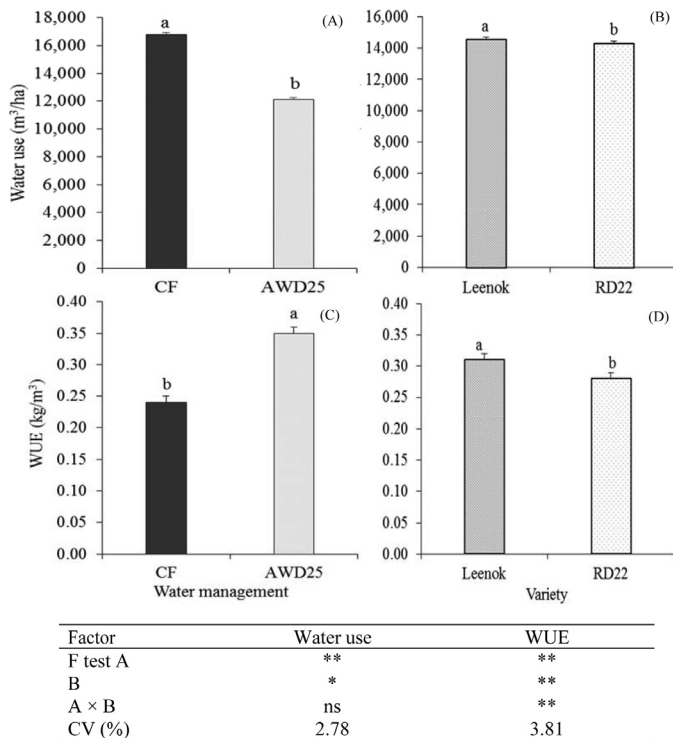 (A)
18,000
16,000
14,000
12,000
10,000
8,000
6,000
4,000
2,000
0
Water use (m³/ha)
a
b
CF
AWD25
(B)
16,000
14,000
12,000
10,000
8,000
6,000
4,000
2,000
0
a
b
Leenok
RD22
(C)
0.40
0.35
0.30
0.25
0.20
0.15
0.10
0.05
0.00
WUE (kg/m³)
b
a
CF
AWD25
Water management
(D)
0.40
0.35
0.30
0.25
0.20
0.15
0.10
0.05
0.00
a
b
Leenok
RD22
Variety
Factor Water use WUE
F test A ** **
B * **
A × B ns **
CV (%) 2.78 3.81